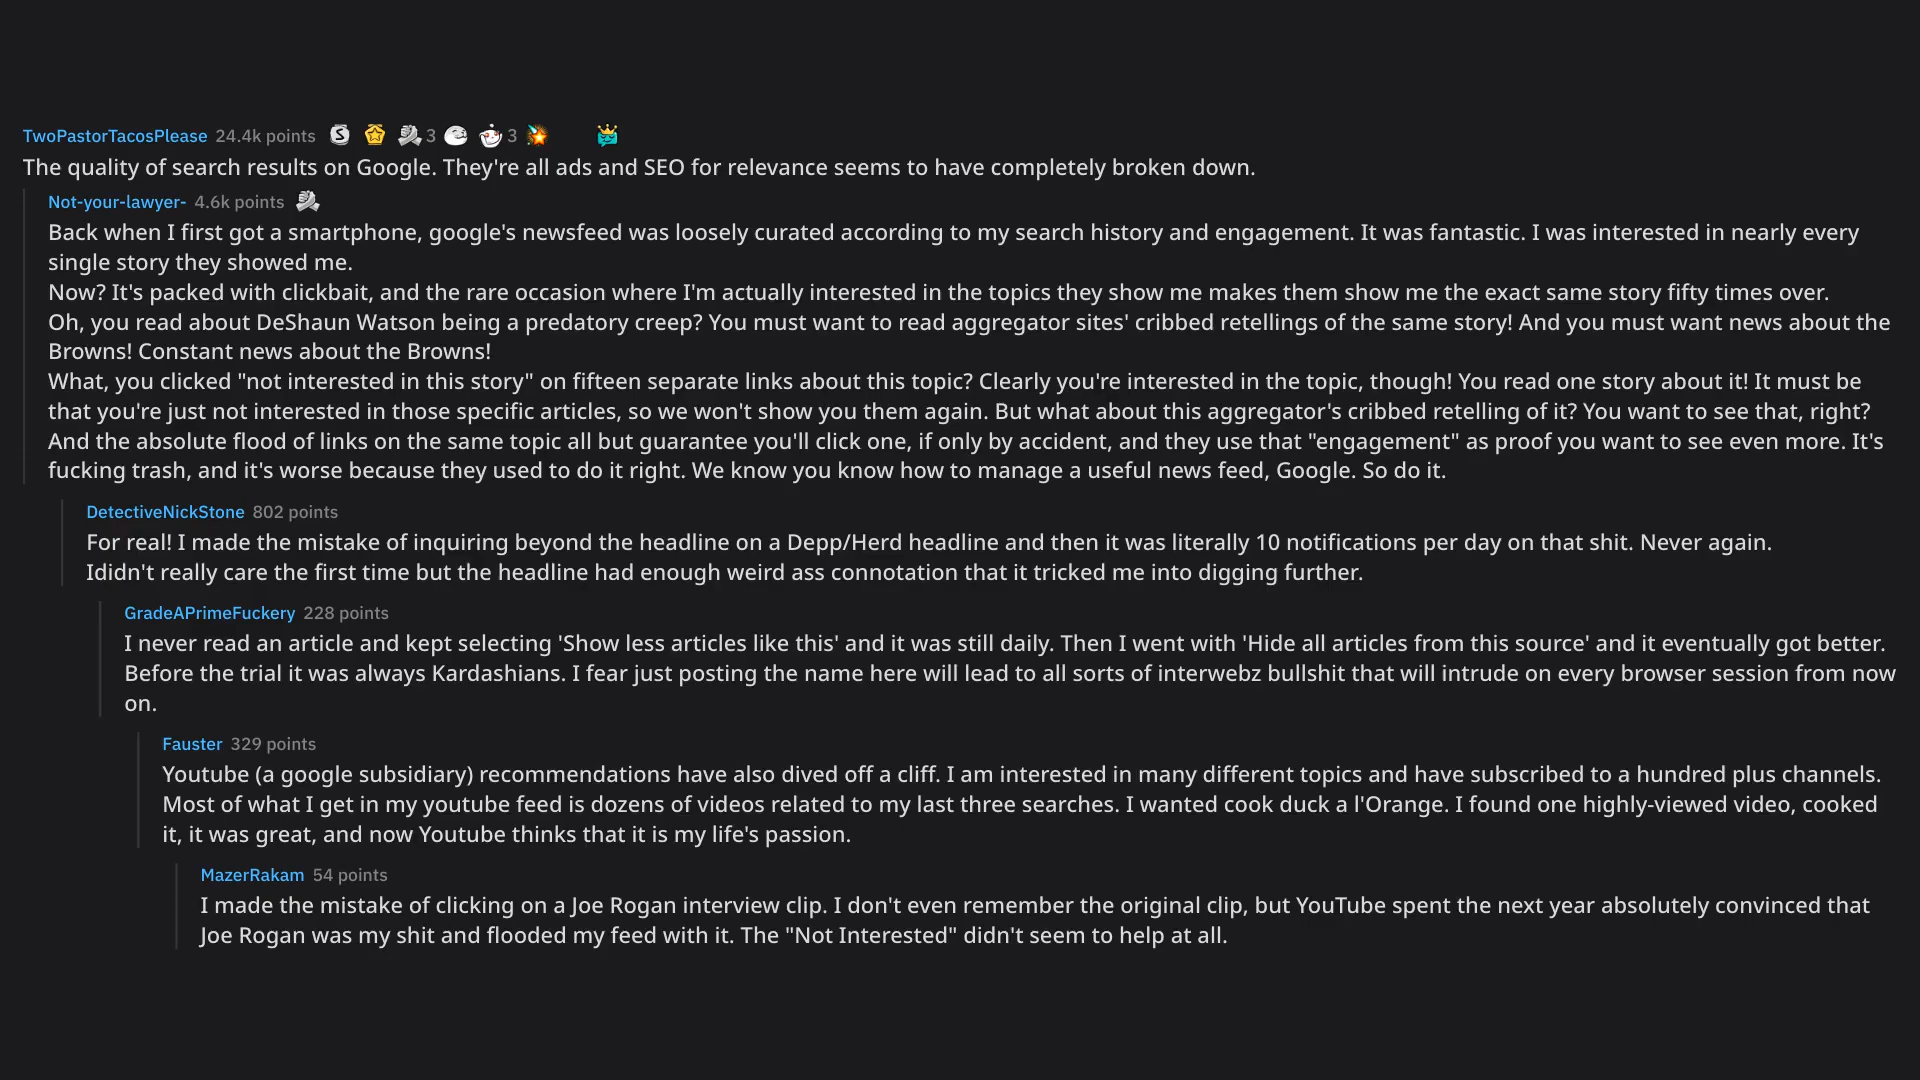 TwoPastorTacosPlease 24.4k points 3 3
The quality of search results on Google. They're all ads and SEO for relevance seems to have completely broken down.
Not-your-lawyer- 4.6k points
Back when I first got a smartphone, google's newsfeed was loosely curated according to my search history and engagement. It was fantastic. I was interested in nearly every
single story they showed me.
Now? It's packed with clickbait, and the rare occasion where I'm actually interested in the topics they show me makes them show me the exact same story fifty times over.
Oh, you read about DeShaun Watson being a predatory creep? You must want to read aggregator sites' cribbed retellings of the same story! And you must want news about the
Browns! Constant news about the Browns!
What, you clicked "not interested in this story" on fifteen separate links about this topic? Clearly you're interested in the topic, though! You read one story about it! It must be
that you're just not interested in those specific articles, so we won't show you them again. But what about this aggregator's cribbed retelling of it? You want to see that, right?
And the absolute flood of links on the same topic all but guarantee you'll click one, if only by accident, and they use that "engagement" as proof you want to see even more. It's
fucking trash, and it's worse because they used to do it right. We know you know how to manage a useful news feed, Google. So do it.
DetectiveNickStone 802 points
For real! I made the mistake of inquiring beyond the headline on a Depp/Herd headline and then it was literally 10 notifications per day on that shit. Never again.
Ididn't really care the first time but the headline had enough weird ass connotation that it tricked me into digging further.
GradeAPrimeFuckery 228 points
I never read an article and kept selecting 'Show less articles like this' and it was still daily. Then I went with 'Hide all articles from this source' and it eventually got better.
Before the trial it was always Kardashians. I fear just posting the name here will lead to all sorts of interwebz bullshit that will intrude on every browser session from now
on.
Fauster 329 points
Youtube (a google subsidiary) recommendations have also dived off a cliff. I am interested in many different topics and have subscribed to a hundred plus channels.
Most of what I get in my youtube feed is dozens of videos related to my last three searches. I wanted cook duck a l'Orange. I found one highly-viewed video, cooked
it, it was great, and now Youtube thinks that it is my life's passion.
MazerRakam 54 points
I made the mistake of clicking on a Joe Rogan interview clip. I don't even remember the original clip, but YouTube spent the next year absolutely convinced that
Joe Rogan was my shit and flooded my feed with it. The "Not Interested" didn't seem to help at all.